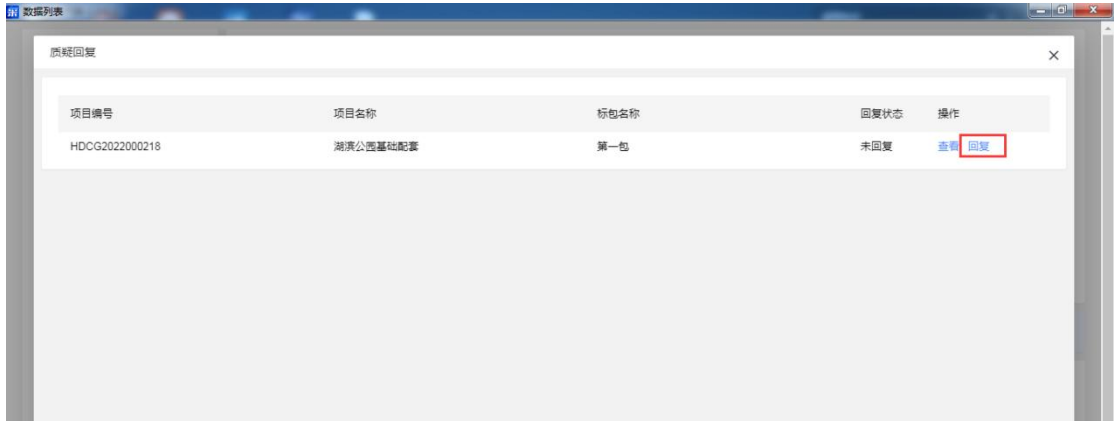 数据列表
质疑回复
项目编号 项目名称 标包名称 回复状态 操作
HDCG2022000218 湖滨公园基础配套 第一包 未回复 查看 回复